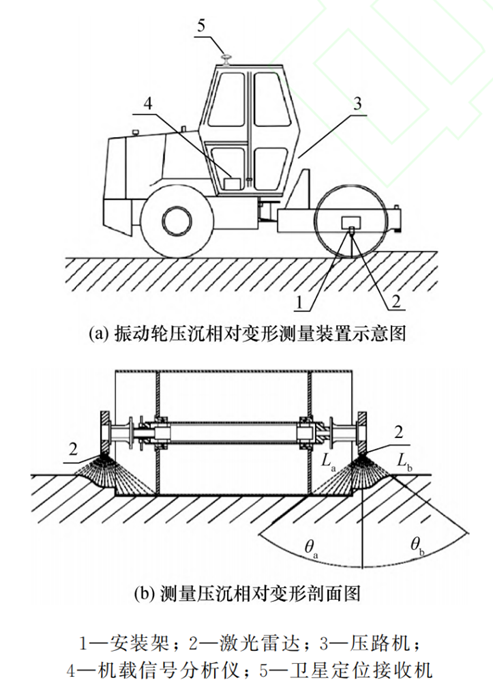 5
4
3
1
2
(a) 振动轮压沉相对变形测量装置示意图
2
2
Lₐ
L_b
θₐ
θ_b
(b) 测量压沉相对变形剖面图
1—安装架；2—激光雷达；3—压路机；
4—机载信号分析仪；5—卫星定位接收机